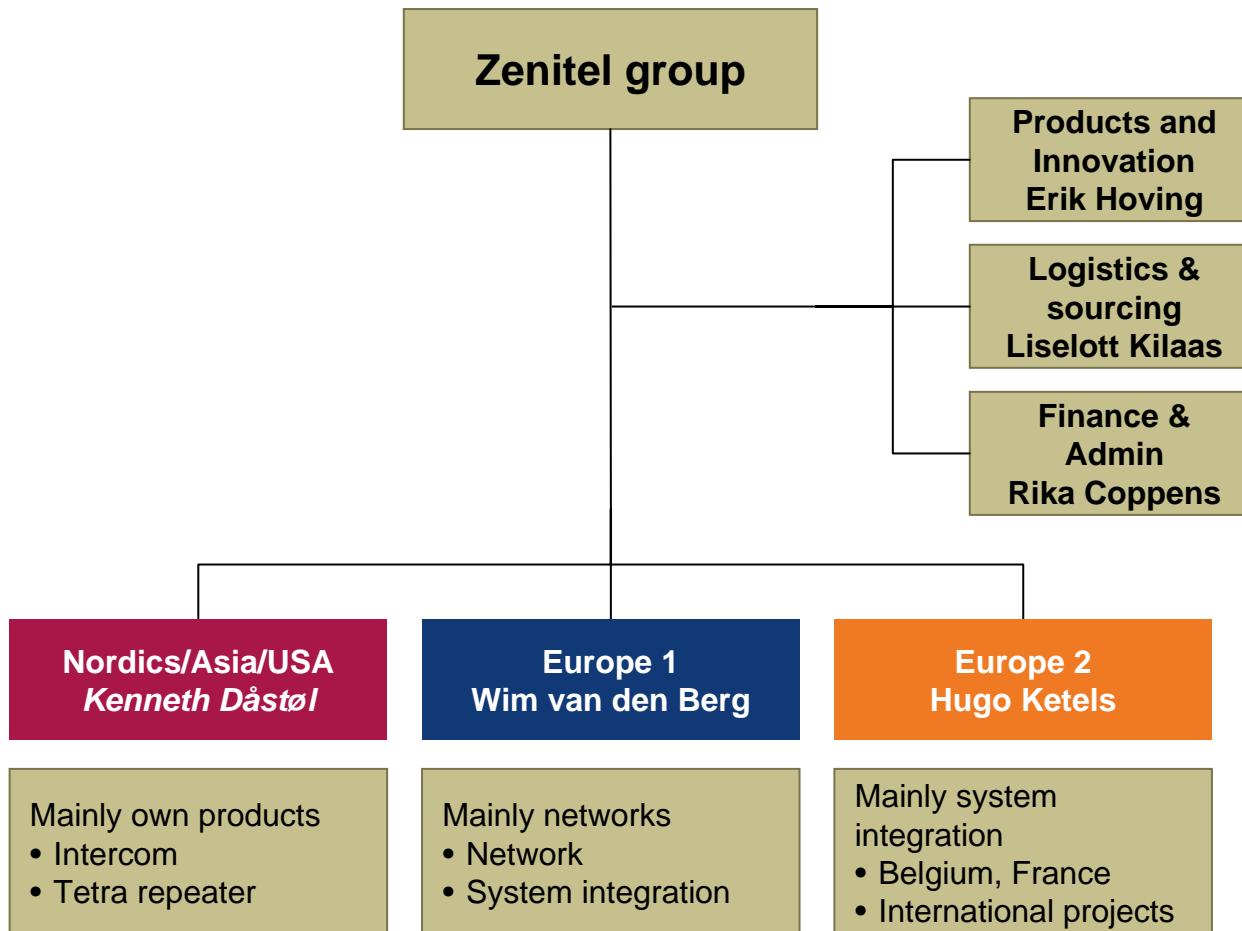 Zenitel group
Products and
Innovation
Erik Hoving
Logistics &
sourcing
Liselott Kilaas
Finance &
Admin
Rika Coppens
Nordics/Asia/USA
Kenneth Dåstøl
Europe 1
Wim van den Berg
Europe 2
Hugo Ketels
Mainly own products
• Intercom
• Tetra repeater
Mainly networks
• Network
• System integration
Mainly system
integration
• Belgium, France
• International projects